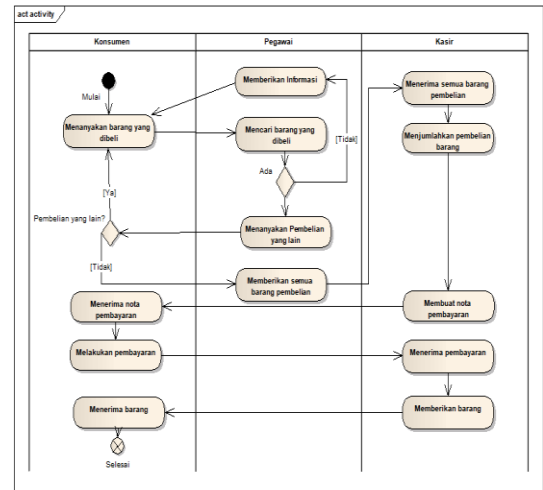 act activity
Konsumen
Pegawai
Kasir
Mulai
Memberikan Informasi
Menerima semua barang
pembelian
Menanyakan barang yang
dibeli
Mencari barang yang
dibeli
[Tidak]
Menjumlahkan pembelian
barang
Ada
[Ya]
Pembelian yang lain?
Menanyakan Pembelian
yang lain
[Tidak]
Memberikan semua
barang pembelian
Menerima nota
pembayaran
Membuat nota
pembayaran
Melakukan pembayaran
Menerima pembayaran
Menerima barang
Memberikan barang
Selesai